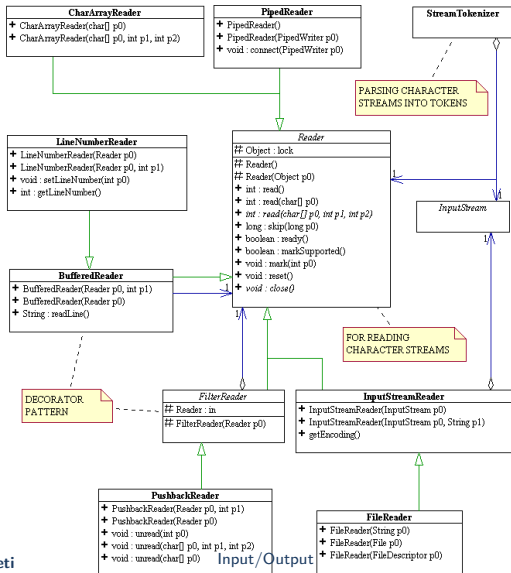 CharArrayReader
+ CharArrayReader(char[] p0)
+ CharArrayReader(char[] p0, int p1, int p2)
PipedReader
+ PipedReader()
+ PipedReader(PipedWriter p0)
+ void : connect(PipedWriter p0)
StreamTokenizer
PARSING CHARACTER
STREAMS INTO TOKENS
LineNumberReader
+ LineNumberReader(Reader p0)
+ LineNumberReader(Reader p0, int p1)
+ void : setLineNumber(int p0)
+ int : getLineNumber()
Reader
# Object : lock
# Reader()
# Reader(Object p0)
+ int : read()
+ int : read(char[] p0)
+ int : read(char[] p0, int p1, int p2)
+ long : skip(long p0)
+ boolean : ready()
+ boolean : markSupported()
+ void : mark(int p0)
+ void : reset()
+ void : close()
1
1
InputStream
1
BufferedReader
+ BufferedReader(Reader p0, int p1)
+ BufferedReader(Reader p0)
+ String : readLine()
1
1
FOR READING
CHARACTER STREAMS
DECORATOR
PATTERN
FilterReader
# Reader : in
# FilterReader(Reader p0)
InputStreamReader
+ InputStreamReader(InputStream p0)
+ InputStreamReader(InputStream p0, String p1)
+ getEncoding()
PushbackReader
+ PushbackReader(Reader p0, int p1)
+ PushbackReader(Reader p0)
+ void : unread(int p0)
+ void : unread(char[] p0, int p1, int p2)
+ void : unread(char[] p0)
FileReader
+ FileReader(String p0)
+ FileReader(File p0)
+ FileReader(FileDescriptor p0)
eti
Input/Output